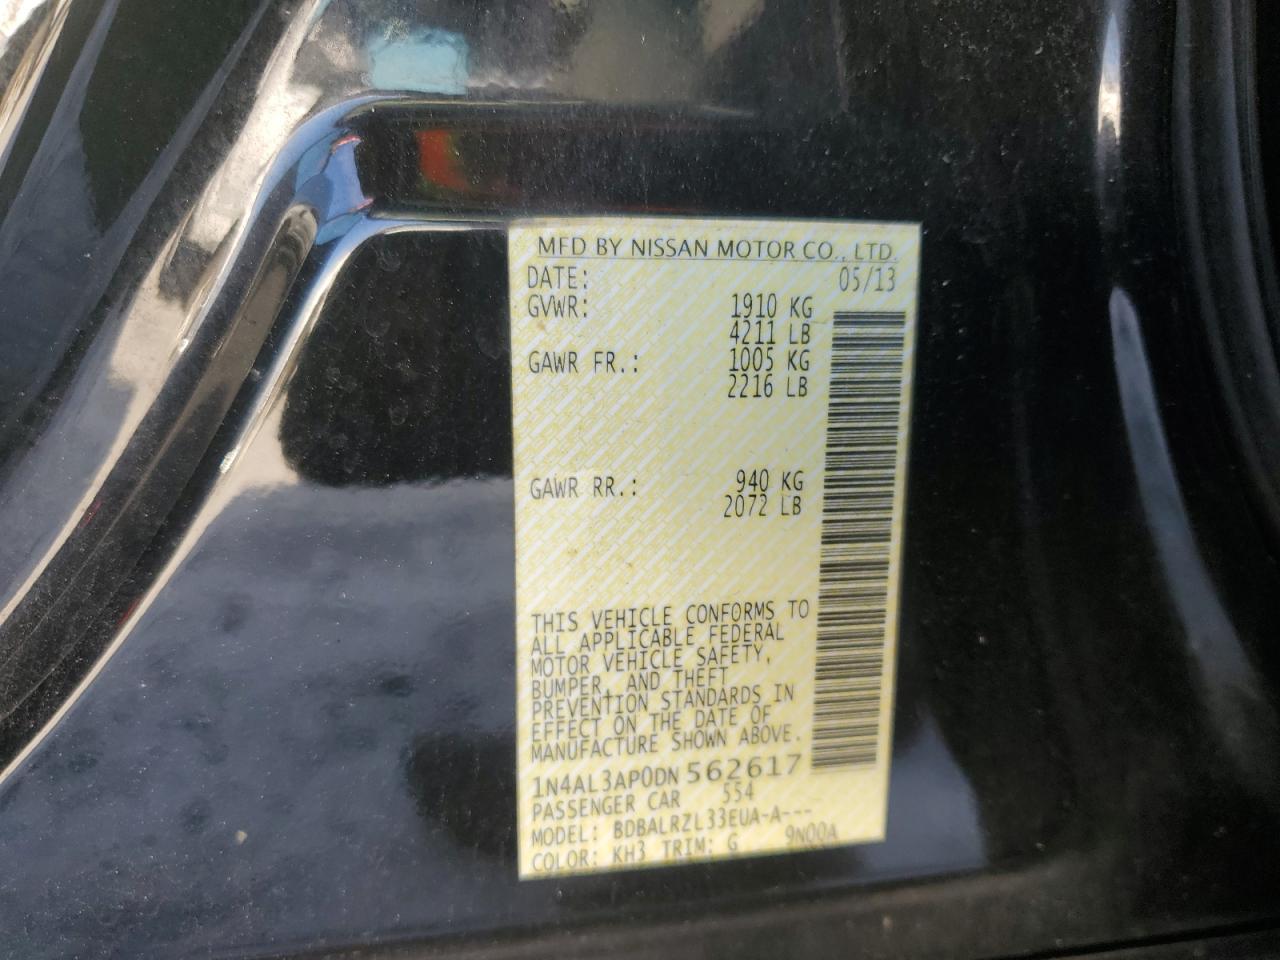 MFD BY NISSAN MOTOR CO., LTD.
DATE: 05/13
GVWR: 1910 KG
4211 LB
GAWR FR.: 1005 KG
2216 LB
GAWR RR.: 940 KG
2072 LB
THIS VEHICLE CONFORMS TO
ALL APPLICABLE FEDERAL
MOTOR VEHICLE SAFETY,
BUMPER, AND THEFT
PREVENTION STANDARDS IN
EFFECT ON THE DATE OF
MANUFACTURE SHOWN ABOVE.
1N4AL3AP0DN562617
PASSENGER CAR 554
MODEL: BDBALRZL33EUA-A---
COLOR: KH3 TRIM: G 9N00A